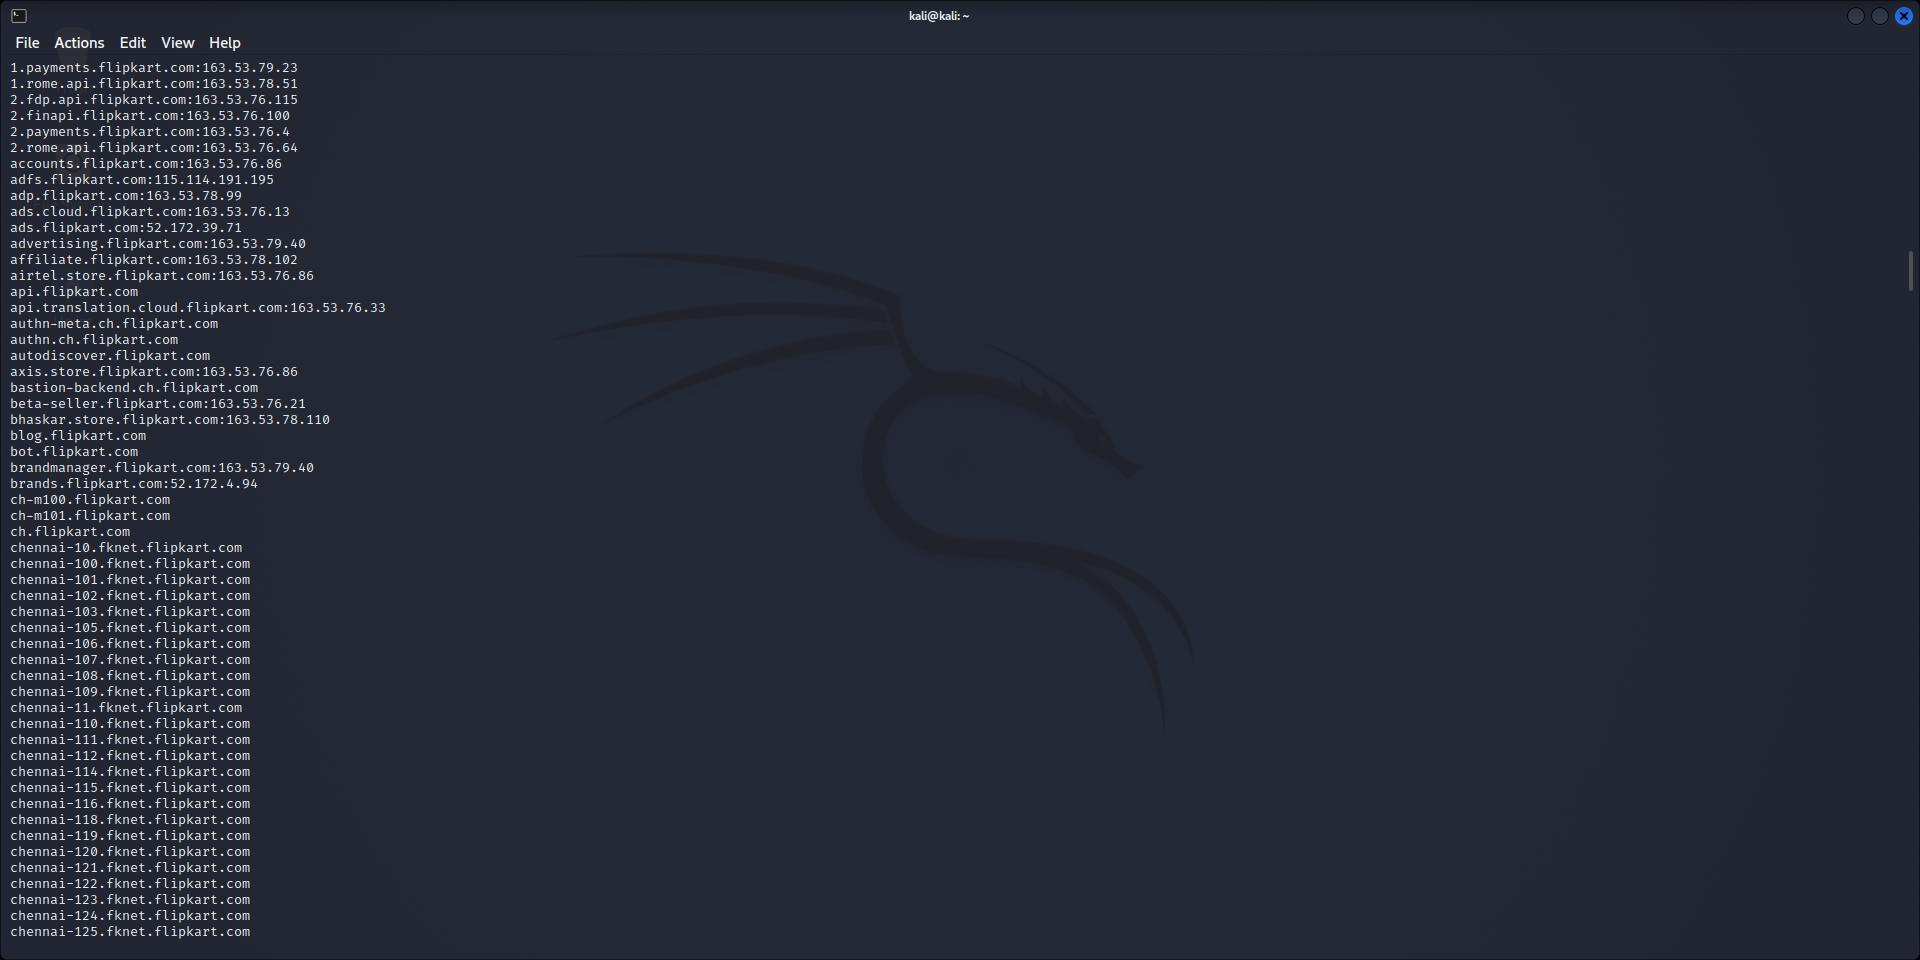 kali@kali: ~
File Actions Edit View Help
1.payments.flipkart.com:163.53.79.23
1.rome.api.flipkart.com:163.53.78.51
2.fdp.api.flipkart.com:163.53.76.115
2.finapi.flipkart.com:163.53.76.100
2.payments.flipkart.com:163.53.76.4
2.rome.api.flipkart.com:163.53.76.64
accounts.flipkart.com:163.53.76.86
adfs.flipkart.com:115.114.191.195
adp.flipkart.com:163.53.78.99
ads.cloud.flipkart.com:163.53.76.13
ads.flipkart.com:52.172.39.71
advertising.flipkart.com:163.53.79.40
affiliate.flipkart.com:163.53.78.102
airtel.store.flipkart.com:163.53.76.86
api.flipkart.com
api.translation.cloud.flipkart.com:163.53.76.33
authn-meta.ch.flipkart.com
authn.ch.flipkart.com
autodiscover.flipkart.com
axis.store.flipkart.com:163.53.76.86
bastion-backend.ch.flipkart.com
beta-seller.flipkart.com:163.53.76.21
bhaskar.store.flipkart.com:163.53.78.110
blog.flipkart.com
bot.flipkart.com
brandmanager.flipkart.com:163.53.79.40
brands.flipkart.com:52.172.4.94
ch-m100.flipkart.com
ch-m101.flipkart.com
ch.flipkart.com
chennai-10.fknet.flipkart.com
chennai-100.fknet.flipkart.com
chennai-101.fknet.flipkart.com
chennai-102.fknet.flipkart.com
chennai-103.fknet.flipkart.com
chennai-105.fknet.flipkart.com
chennai-106.fknet.flipkart.com
chennai-107.fknet.flipkart.com
chennai-108.fknet.flipkart.com
chennai-109.fknet.flipkart.com
chennai-11.fknet.flipkart.com
chennai-110.fknet.flipkart.com
chennai-111.fknet.flipkart.com
chennai-112.fknet.flipkart.com
chennai-114.fknet.flipkart.com
chennai-115.fknet.flipkart.com
chennai-116.fknet.flipkart.com
chennai-118.fknet.flipkart.com
chennai-119.fknet.flipkart.com
chennai-120.fknet.flipkart.com
chennai-121.fknet.flipkart.com
chennai-122.fknet.flipkart.com
chennai-123.fknet.flipkart.com
chennai-124.fknet.flipkart.com
chennai-125.fknet.flipkart.com